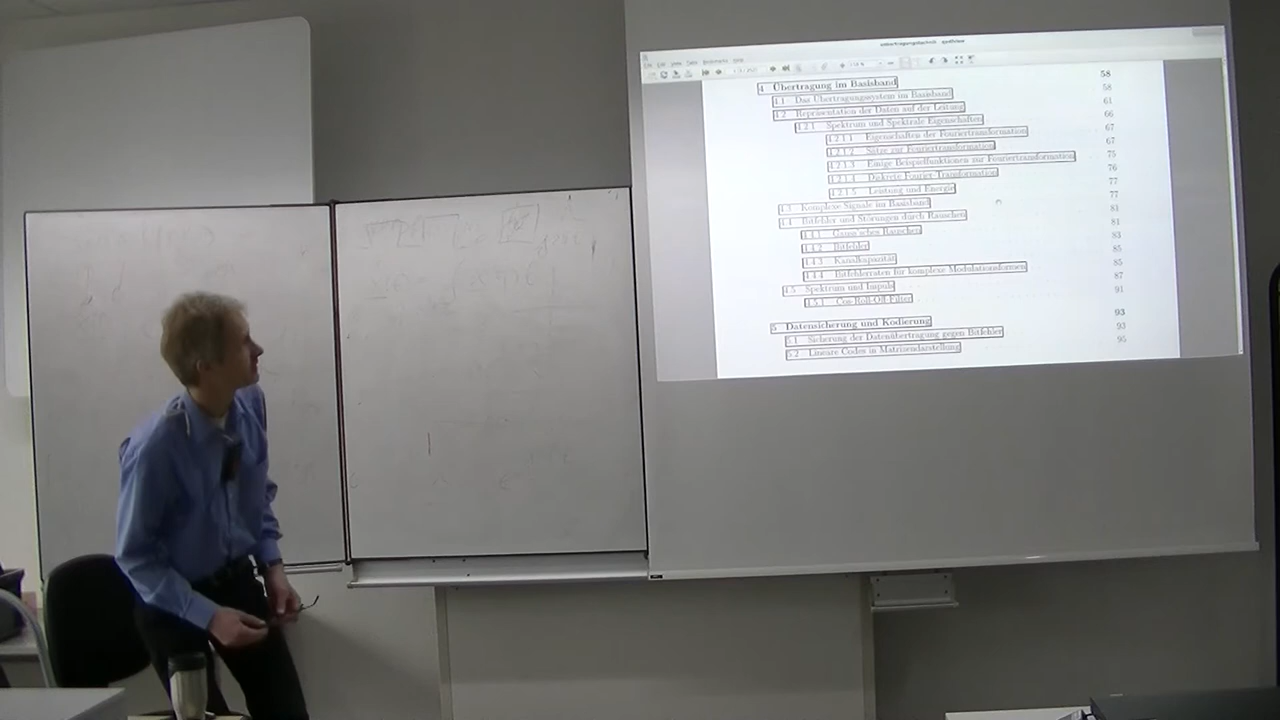 4 Übertragung im Basisband 58
4.1 Das Übertragungssystem im Basisband 58
4.2 Repräsentation der Daten auf der Leitung 61
4.2.1 Spektrum und Spektrale Eigenschaften 66
4.2.1.1 Eigenschaften der Fouriertransformation 67
4.2.1.2 Sätze zur Fouriertransformation 67
4.2.1.3 Einige Beispielfunktionen zur Fouriertransformation 75
4.2.1.4 Diskrete Fourier-Transformation 76
4.2.1.5 Leistung und Energie 77
4.3 Komplexe Signale im Basisband 77
4.4 Bitfehler und Störungen durch Rauschen 81
4.4.1 Gauss'sches Rauschen 81
4.4.2 Bitfehler 83
4.4.3 Kanalkapazität 85
4.4.4 Bitfehlerraten für komplexe Modulationsformen 85
4.5 Spektrum und Impuls 87
4.5.1 Cos-Roll-Off-Filter 91
5 Datensicherung und Kodierung 93
5.1 Sicherung der Datenübertragung gegen Bitfehler 93
5.2 Lineare Codes in Matrizendarstellung 95